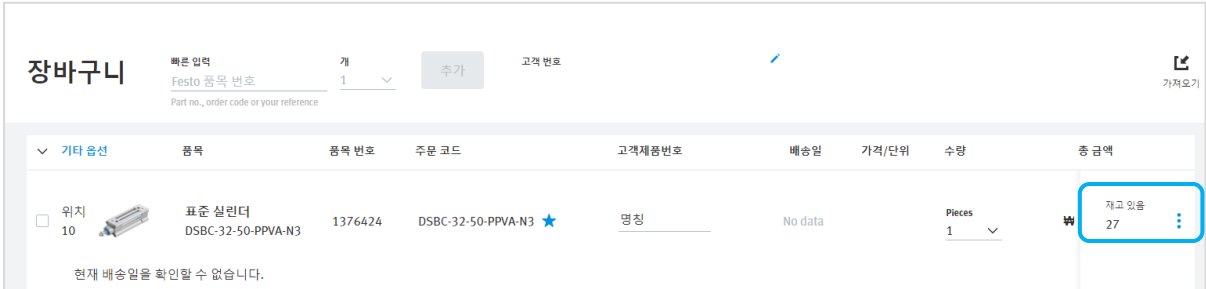 장바구니
빠른 입력
Festo 품목 번호
Part no., order code or your reference
개
1
추가
고객 번호
가져오기
기타 옵션 품목 품목 번호 주문 코드 고객제품번호 배송일 가격/단위 수량 총 금액
위치
10
표준 실린더
DSBC-32-50-PPVA-N3
1376424
DSBC-32-50-PPVA-N3
명칭
No data
Pieces
1
₩
재고 있음
27
현재 배송일을 확인할 수 없습니다.